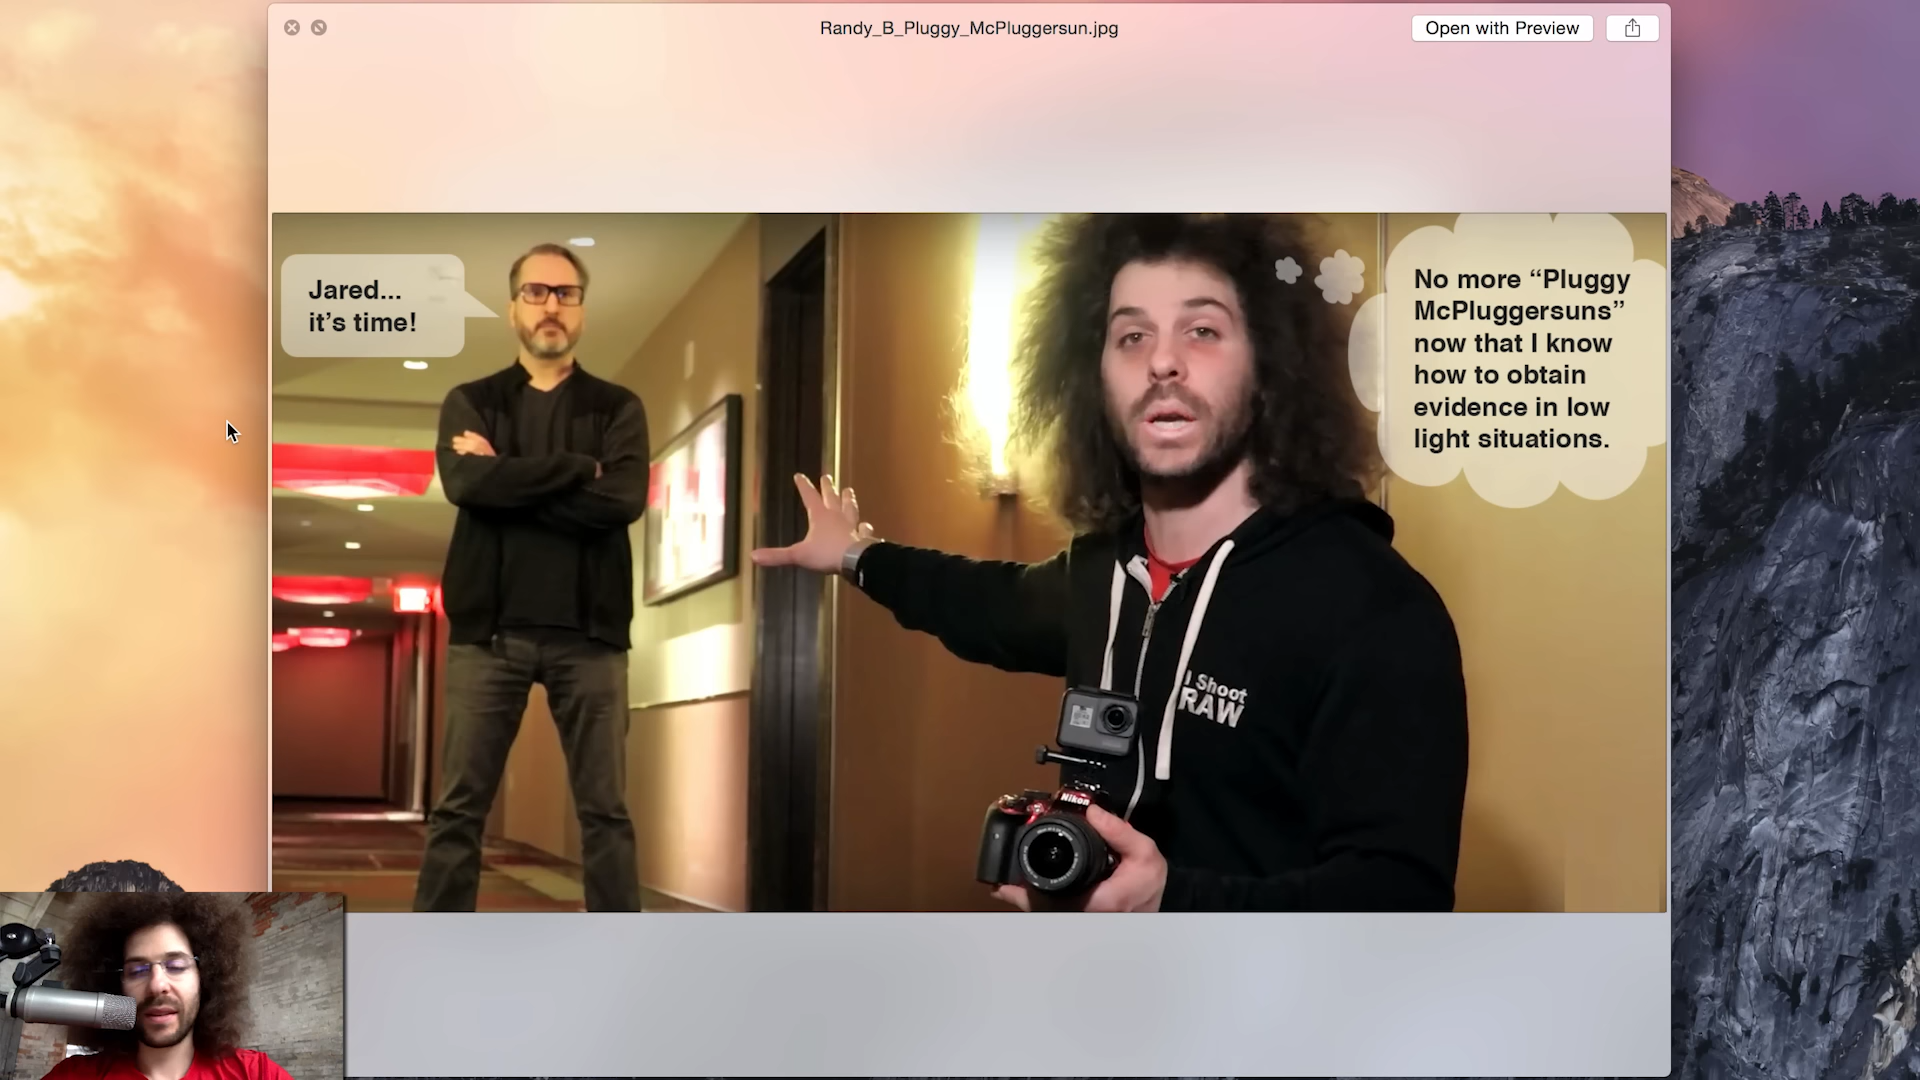 Randy_B_Pluggy_McPluggersun.jpg
Open with Preview
Jared...
it's time!
No more “Pluggy
McPluggersuns”
now that I know
how to obtain
evidence in low
light situations.
I Shoot
RAW
Nikon